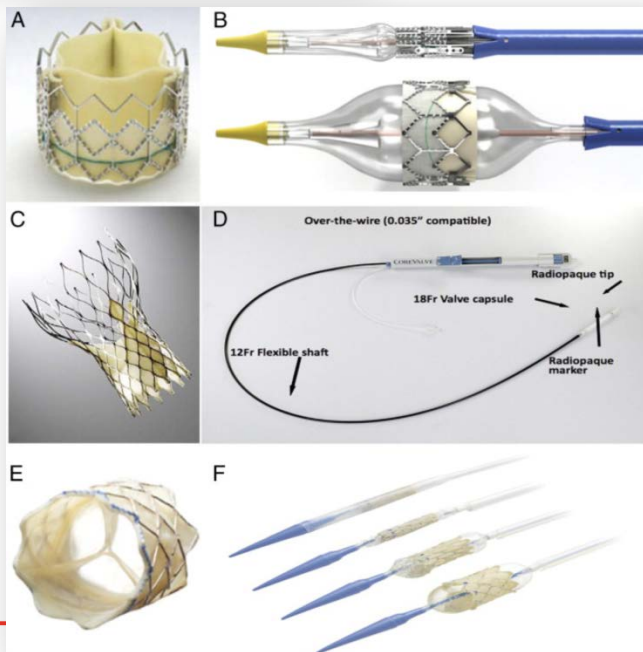 A
B
C
D
Over-the-wire (0.035" compatible)
COREVALVE
Radiopaque tip
18Fr Valve capsule
12Fr Flexible shaft
Radiopaque
marker
E
F